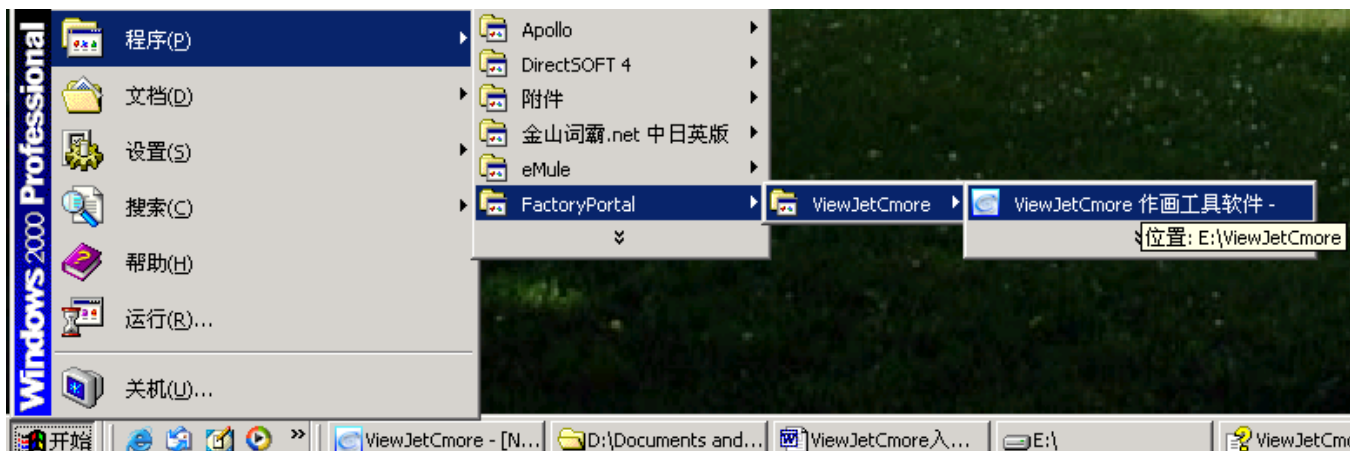 Windows 2000 Professional
程序(P)
文档(D)
设置(S)
搜索(C)
帮助(H)
运行(R)...
关机(U)...
Apollo
DirectSOFT 4
附件
金山词霸.net 中日英版
eMule
FactoryPortal
ViewJetCmore
ViewJetCmore 作画工具软件 -
位置: E:\ViewJetCmore
开始
ViewJetCmore - [N...
D:\Documents and...
ViewJetCmore入...
E:\
ViewJetCmo